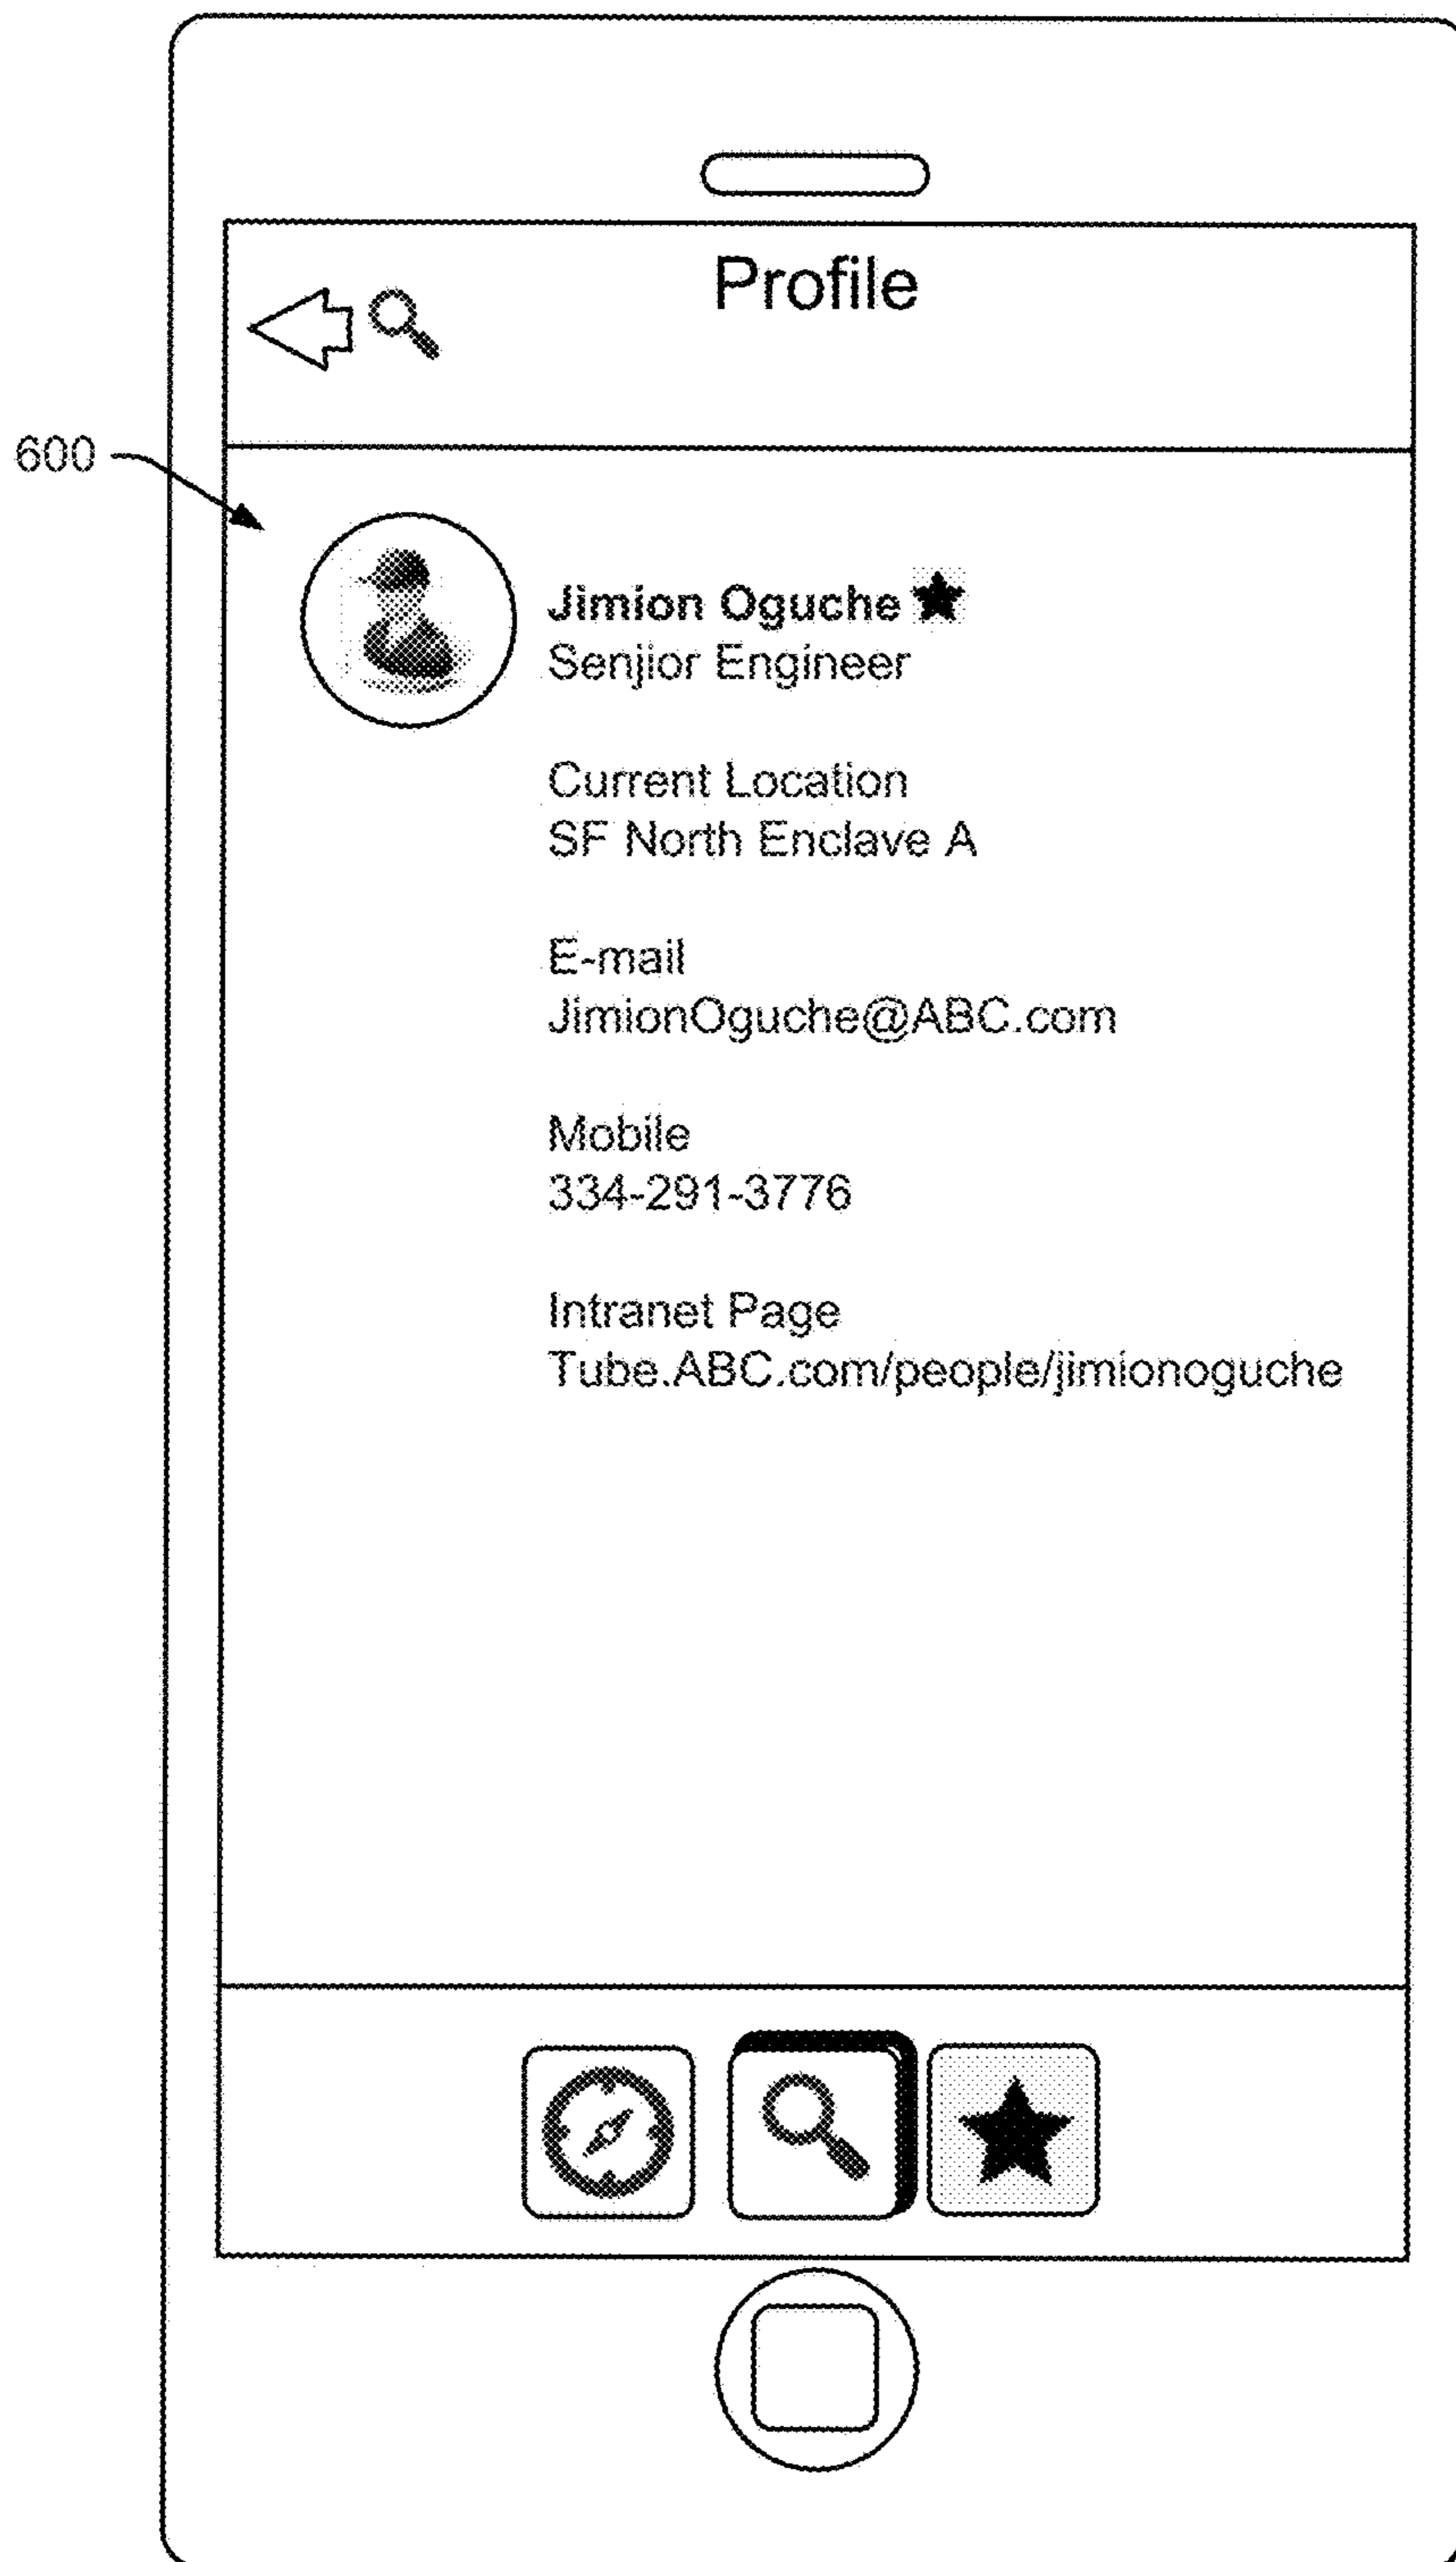 Profile
600
Jimion Oguche
Senjior Engineer
Current Location
SF North Enclave A
E-mail
JimionOguche@ABC.com
Mobile
334-291-3776
Intranet Page
Tube.ABC.com/people/jimionoguche